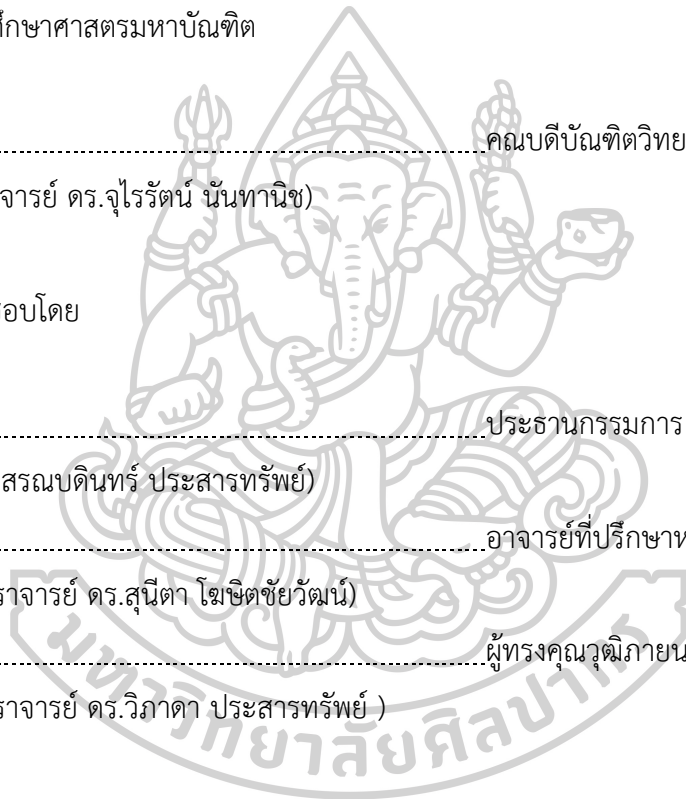 ศึกษาศาสตรมหาบัณฑิต
คณบดีบัณฑิตวิทย
จารย์ ดร.จุไรรัตน์ นันทานิช)
อบโดย
ประธานกรรมการ
สรณบดินทร์ ประสารทรัพย์)
อาจารย์ที่ปรึกษาห
ราจารย์ ดร.สุนีตา โฆษิตชัยวัฒน์)
ผู้ทรงคุณวุฒิภายน
ราจารย์ ดร.วิภาดา ประสารทรัพย์ )
มหาวิทยาลัยศิลปากร